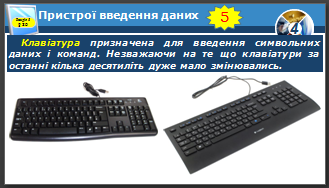 Пристрої введення даних 5
4
Клавіатура призначена для введення символьних
даних і команд. Незважаючи на те що клавіатури за
останні кілька десятиліть дуже мало змінювались.